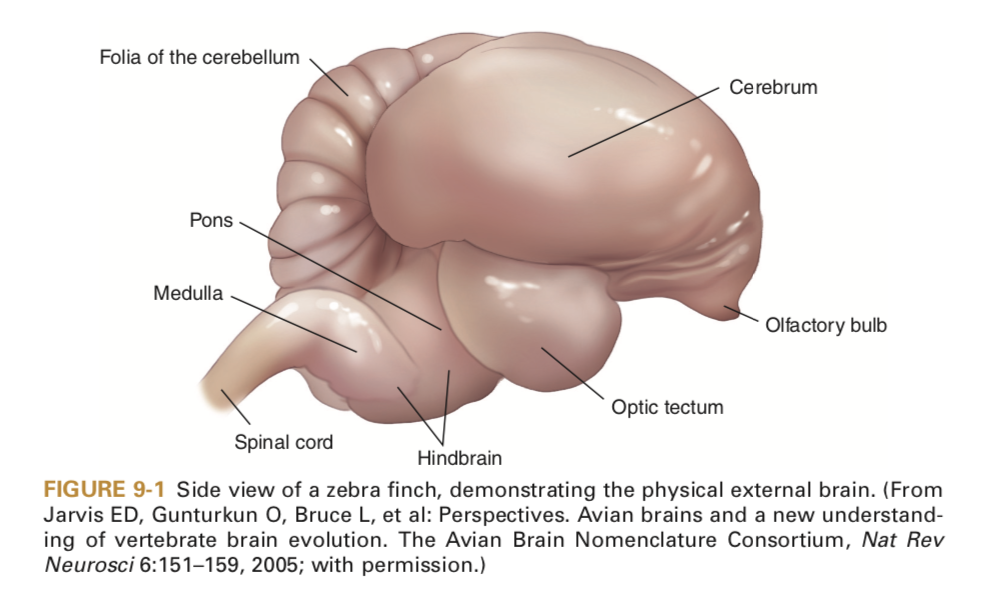 Folia of the cerebellum
Cerebrum
Pons
Medulla
Olfactory bulb
Optic tectum
Spinal cord
Hindbrain
FIGURE 9-1 Side view of a zebra finch, demonstrating the physical external brain. (From
Jarvis ED, Gunturkun O, Bruce L, et al: Perspectives. Avian brains and a new understand-
ing of vertebrate brain evolution. The Avian Brain Nomenclature Consortium, Nat Rev
Neurosci 6:151–159, 2005; with permission.)